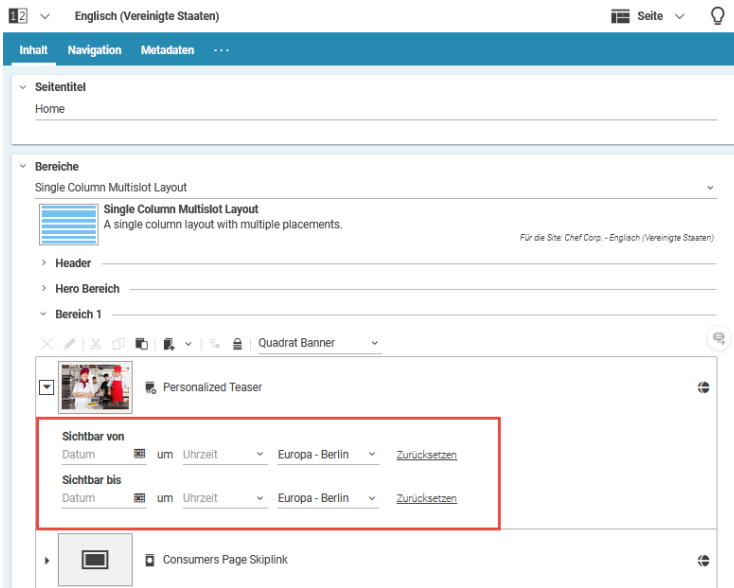 1 2 Englisch (Vereinigte Staaten) Seite
Inhalt Navigation Metadaten ...
Seitentitel
Home
Bereiche
Single Column Multislot Layout
Single Column Multislot Layout
A single column layout with multiple placements.
Für die Site: Chef Corp. - Englisch (Vereinigte Staaten)
Header
Hero Bereich
Bereich 1
Quadrat Banner
Personalized Teaser
Sichtbar von
Datum um Uhrzeit Europa - Berlin Zurücksetzen
Sichtbar bis
Datum um Uhrzeit Europa - Berlin Zurücksetzen
Consumers Page Skiplink